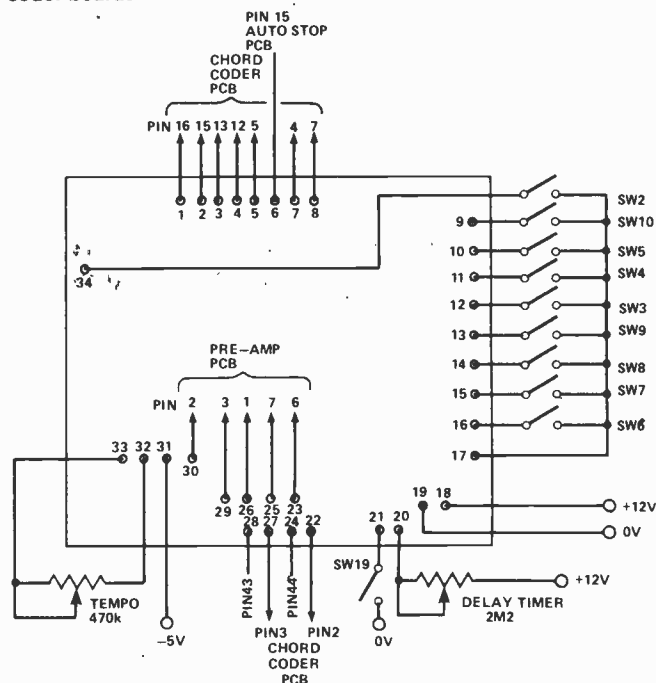 PIN 15
AUTO STOP
PCB
CHORD
CODER
PCB
PIN 16 15 13 12 5 4 7
1 2 3 4 5 6 7 8
SW2
9 SW10
10 SW5
11 SW4
34
12 SW3
13 SW9
14 SW8
15 SW7
16 SW6
17
PRE-AMP
PCB
PIN 2 3 1 7 6
33 32 31
30
29 26 25 23
28 27 24 22
21 20 19 18
+12V
0V
SW19
PIN43
PIN44
TEMPO
470k
-5V
PIN3 PIN2
CHORD
CODER
PCB
0V
+12V
DELAY TIMER
2M2